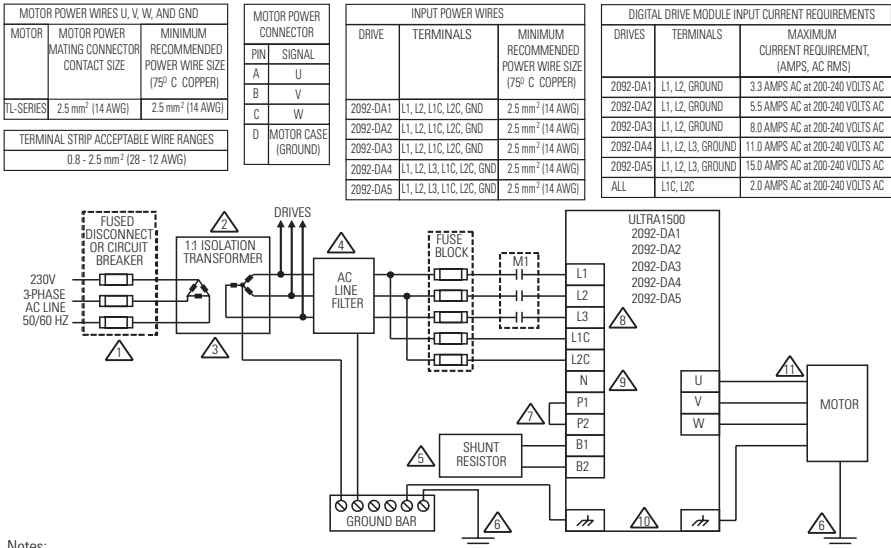 MOTOR POWER WIRES U, V, W, AND GND
MOTOR
MOTOR POWER
MATING CONNECTOR
CONTACT SIZE
MINIMUM
RECOMMENDED
POWER WIRE SIZE
(75⁰ C COPPER)
TL-SERIES
2.5 mm² (14 AWG)
2.5 mm² (14 AWG)
TERMINAL STRIP ACCEPTABLE WIRE RANGES
0.8 - 2.5 mm² (28 - 12 AWG)
MOTOR POWER
CONNECTOR
PIN SIGNAL
A U
B V
C W
D MOTOR CASE
(GROUND)
INPUT POWER WIRES
DRIVE
TERMINALS
MINIMUM
RECOMMENDED
POWER WIRE SIZE
(75⁰ C COPPER)
2092-DA1 L1, L2, L1C, L2C, GND 2.5 mm² (14 AWG)
2092-DA2 L1, L2, L1C, L2C, GND 2.5 mm² (14 AWG)
2092-DA3 L1, L2, L1C, L2C, GND 2.5 mm² (14 AWG)
2092-DA4 L1, L2, L3, L1C, L2C, GND 2.5 mm² (14 AWG)
2092-DA5 L1, L2, L3, L1C, L2C, GND 2.5 mm² (14 AWG)
DIGITAL DRIVE MODULE INPUT CURRENT REQUIREMENTS
DRIVES
TERMINALS
MAXIMUM
CURRENT REQUIREMENT,
(AMPS, AC RMS)
2092-DA1 L1, L2, GROUND 3.3 AMPS AC at 200-240 VOLTS AC
2092-DA2 L1, L2, GROUND 5.5 AMPS AC at 200-240 VOLTS AC
2092-DA3 L1, L2, GROUND 8.0 AMPS AC at 200-240 VOLTS AC
2092-DA4 L1, L2, L3, GROUND 11.0 AMPS AC at 200-240 VOLTS AC
2092-DA5 L1, L2, L3, GROUND 15.0 AMPS AC at 200-240 VOLTS AC
ALL L1C, L2C 2.0 AMPS AC at 200-240 VOLTS AC
FUSED
DISCONNECT
OR CIRCUIT
BREAKER
230V
3-PHASE
AC LINE
50/60 HZ
1
2
1:1 ISOLATION
TRANSFORMER
3
DRIVES
4
AC
LINE
FILTER
FUSE
BLOCK
M1
ULTRA1500
2092-DA1
2092-DA2
2092-DA3
2092-DA4
2092-DA5
L1
L2
L3
L1C
L2C
N
P1
P2
B1
B2
8
9
7
5
SHUNT
RESISTOR
U
V
W
11
MOTOR
GROUND BAR
6
10
6
Notes: